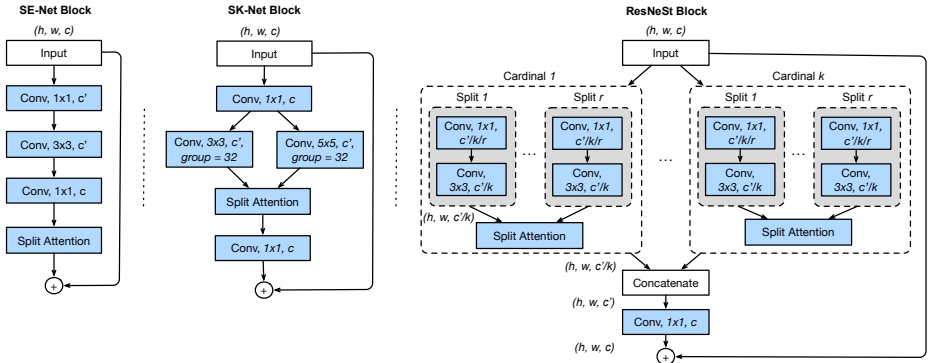 SE-Net Block
(h, w, c)
Input
Conv, 1x1, c'
Conv, 3x3, c'
Conv, 1x1, c
Split Attention
+
SK-Net Block
(h, w, c)
Input
Conv, 1x1, c
Conv, 3x3, c',
group = 32
Conv, 5x5, c',
group = 32
Split Attention
Conv, 1x1, c
+
ResNeSt Block
(h, w, c)
Input
Cardinal 1
Split 1
Conv, 1x1,
c'/k/r
Conv,
3x3, c'/k
...
Split r
Conv, 1x1,
c'/k/r
Conv,
3x3, c'/k
(h, w, c'/k)
Split Attention
...
Cardinal k
Split 1
Conv, 1x1,
c'/k/r
Conv,
3x3, c'/k
...
Split r
Conv, 1x1,
c'/k/r
Conv,
3x3, c'/k
Split Attention
(h, w, c'/k)
Concatenate
(h, w, c')
Conv, 1x1, c
(h, w, c)
+